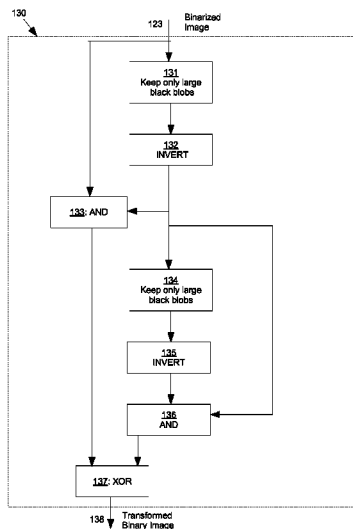 130
123
Binarized
Image
131
Keep only large
black blobs
132
INVERT
133: AND
134
Keep only large
black blobs
135
INVERT
136
AND
137: XOR
138
Transformed
Binary Image